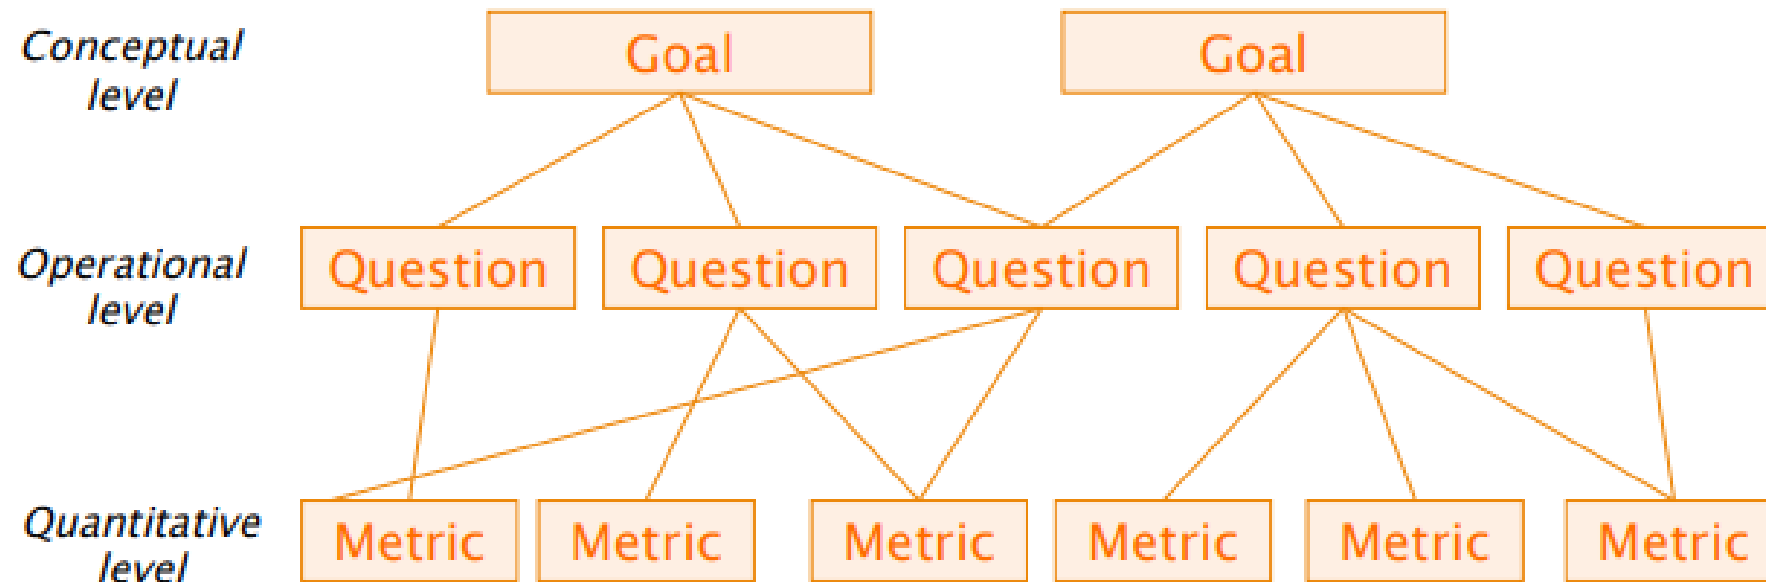 Conceptual
level
Goal
Goal
Operational
level
Question
Question
Question
Question
Question
Quantitative
level
Metric
Metric
Metric
Metric
Metric
Metric